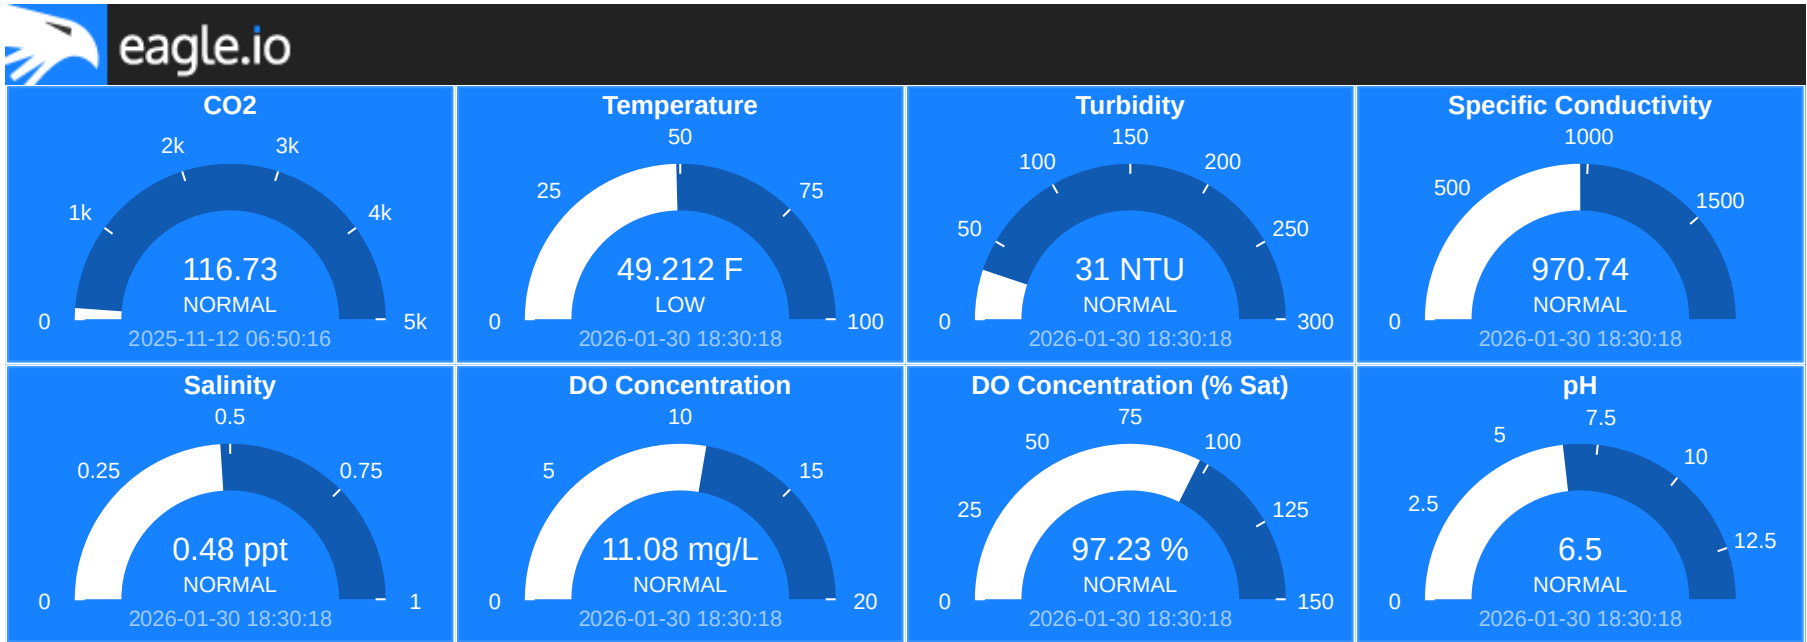 eagle.io
CO2
2k 3k
1k 4k
0 5k
116.73
NORMAL
2025-11-12 06:50:16
Temperature
50
25 75
0 100
49.212 F
LOW
2026-01-30 18:30:18
Turbidity
150
100 200
50 250
0 300
31 NTU
NORMAL
2026-01-30 18:30:18
Specific Conductivity
1000
500 1500
0
970.74
NORMAL
2026-01-30 18:30:18
Salinity
0.5
0.25 0.75
0 1
0.48 ppt
NORMAL
2026-01-30 18:30:18
DO Concentration
10
5 15
0 20
11.08 mg/L
NORMAL
2026-01-30 18:30:18
DO Concentration (% Sat)
75
50 100
25 125
0 150
97.23 %
NORMAL
2026-01-30 18:30:18
pH
7.5
5 10
2.5 12.5
0
6.5
NORMAL
2026-01-30 18:30:18